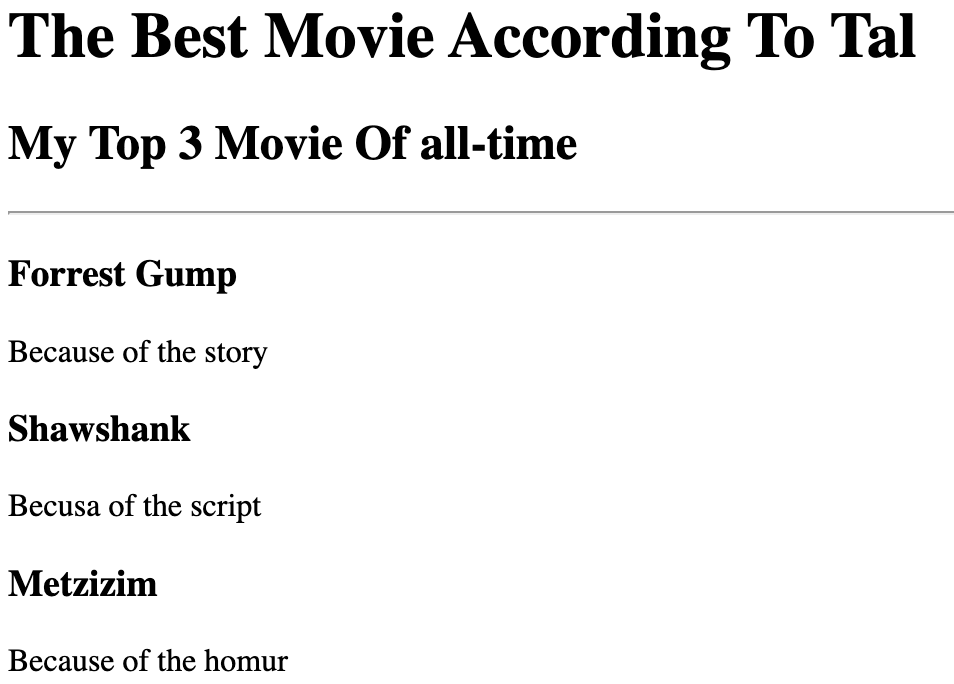 The Best Movie According To Tal
My Top 3 Movie Of all-time
Forrest Gump
Because of the story
Shawshank
Becusa of the script
Metzizim
Because of the homur